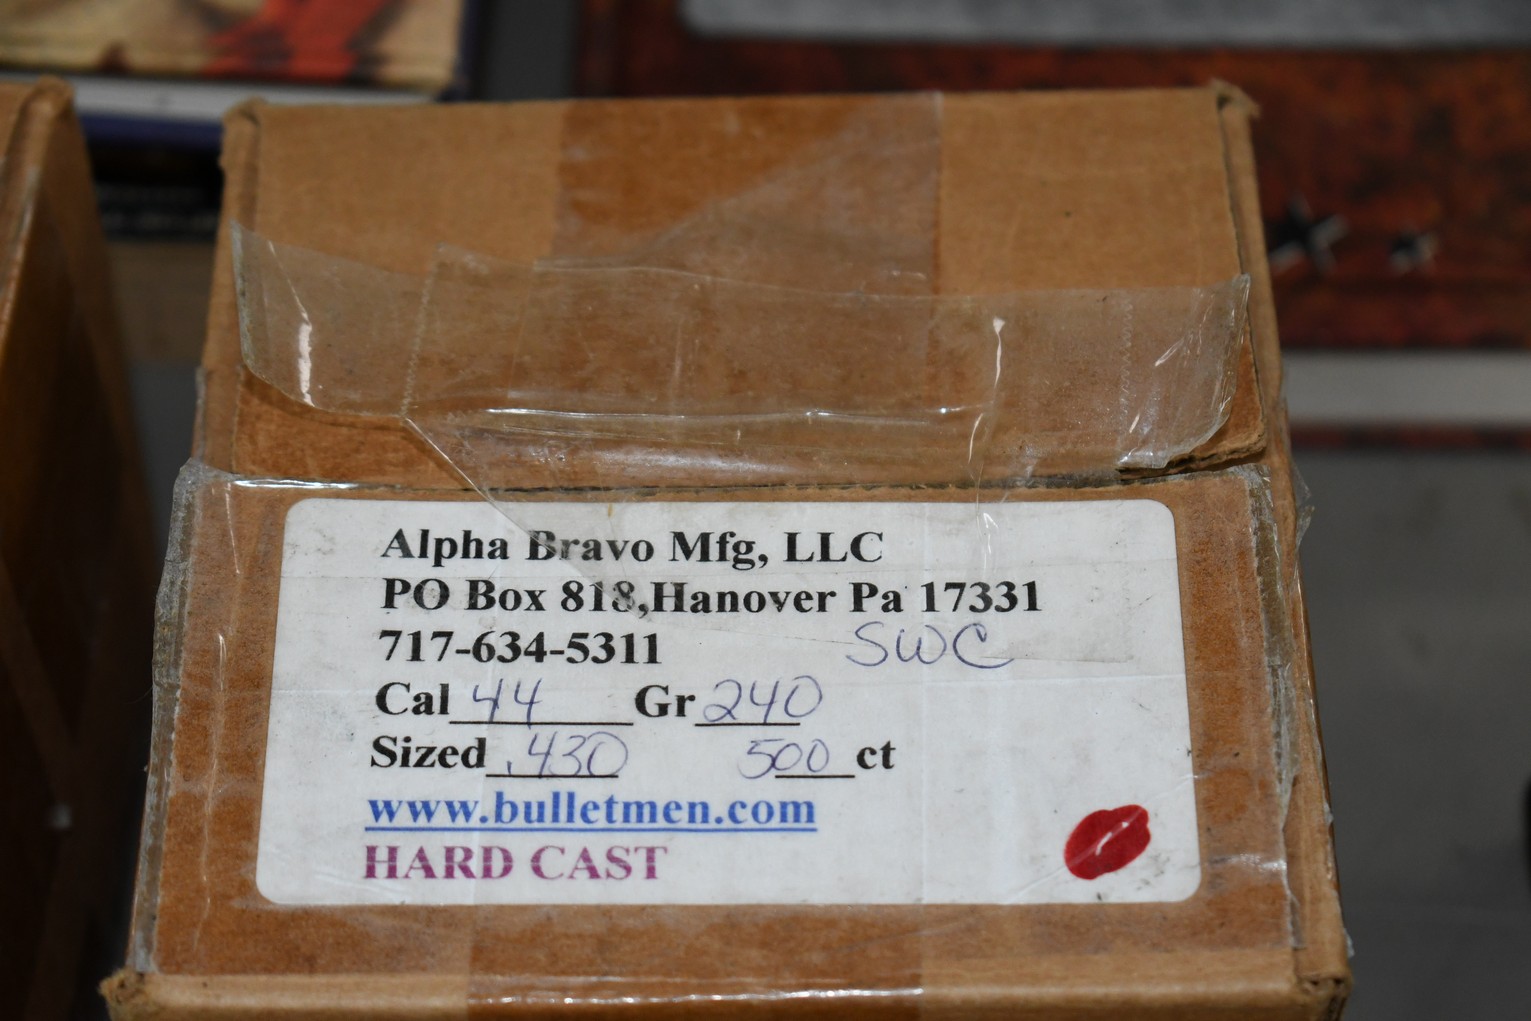 Alpha Bravo Mfg, LLC
PO Box 818,Hanover Pa 17331
717-634-5311 SWC
Cal 44 Gr 240
Sized .430 500 ct
www.bulletmen.com
HARD CAST